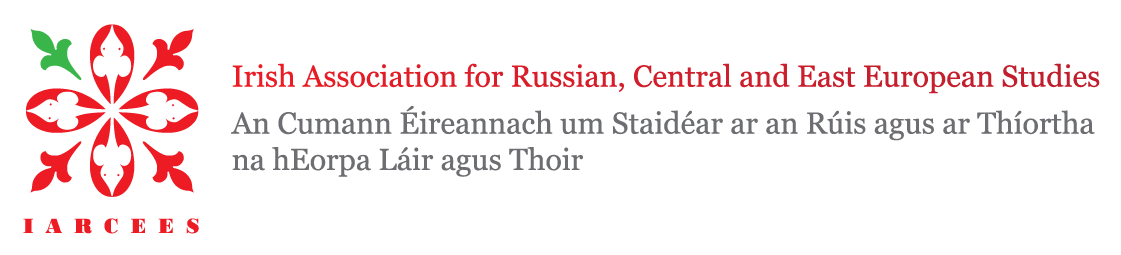 Irish Association for Russian, Central and East European Studies
An Cumann Éireannach um Staidéar ar an Rúis agus ar Thíortha
na hEorpa Láir agus Thoir
IARCEES